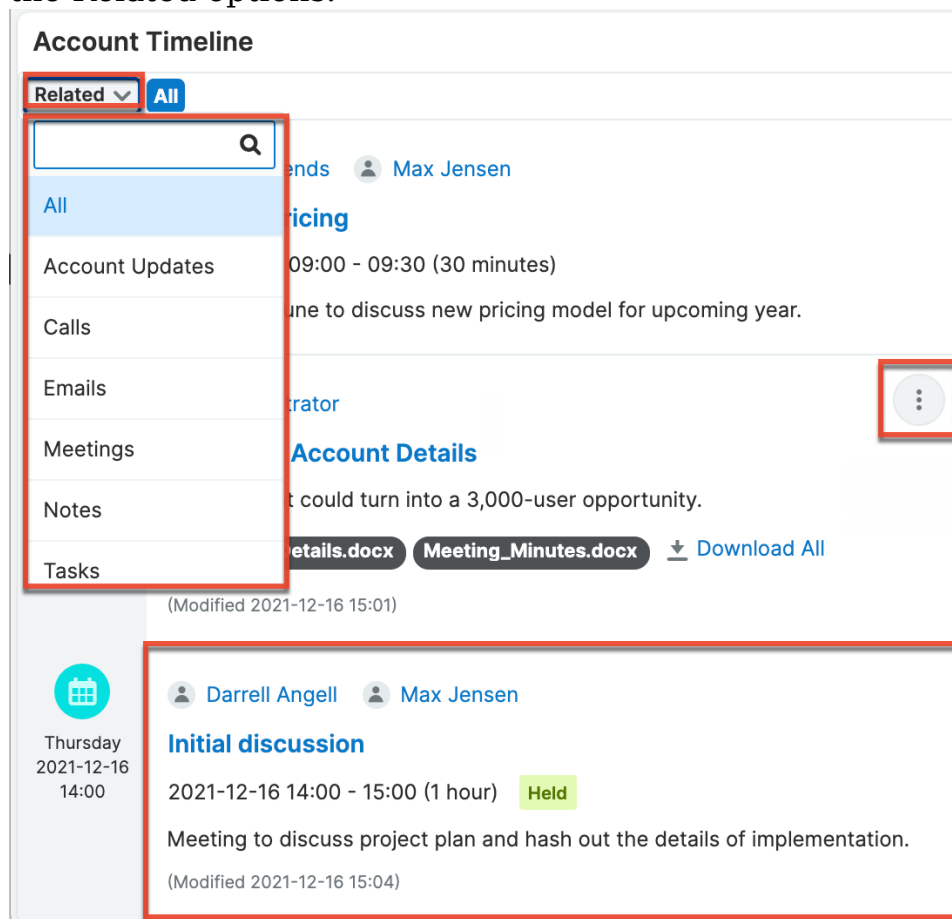 the Related options.
Account Timeline
Related All
ends Max Jensen
All
ricing
Account Updates 09:00 - 09:30 (30 minutes)
une to discuss new pricing model for upcoming year.
Calls
Emails
trator
Meetings
Account Details
Notes
t could turn into a 3,000-user opportunity.
etails.docx Meeting_Minutes.docx Download All
Tasks
(Modified 2021-12-16 15:01)
Darrell Angell Max Jensen
Thursday
2021-12-16
14:00
Initial discussion
2021-12-16 14:00 - 15:00 (1 hour) Held
Meeting to discuss project plan and hash out the details of implementation.
(Modified 2021-12-16 15:04)